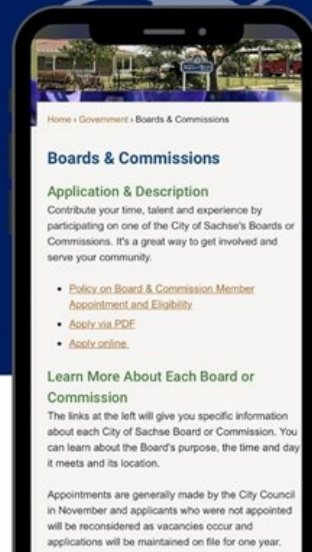 Home › Government › Boards & Commissions
Boards & Commissions
Application & Description
Contribute your time, talent and experience by
participating on one of the City of Sachse's Boards or
Commissions. It's a great way to get involved and
serve your community.
• Policy on Board & Commission Member
Appointment and Eligibility
• Apply via PDF
• Apply online
Learn More About Each Board or
Commission
The links at the left will give you specific information
about each City of Sachse Board or Commission. You
can learn about the Board's purpose, the time and day
it meets and its location.
Appointments are generally made by the City Council
in November and applicants who were not appointed
will be reconsidered as vacancies occur and
applications will be maintained on file for one year.